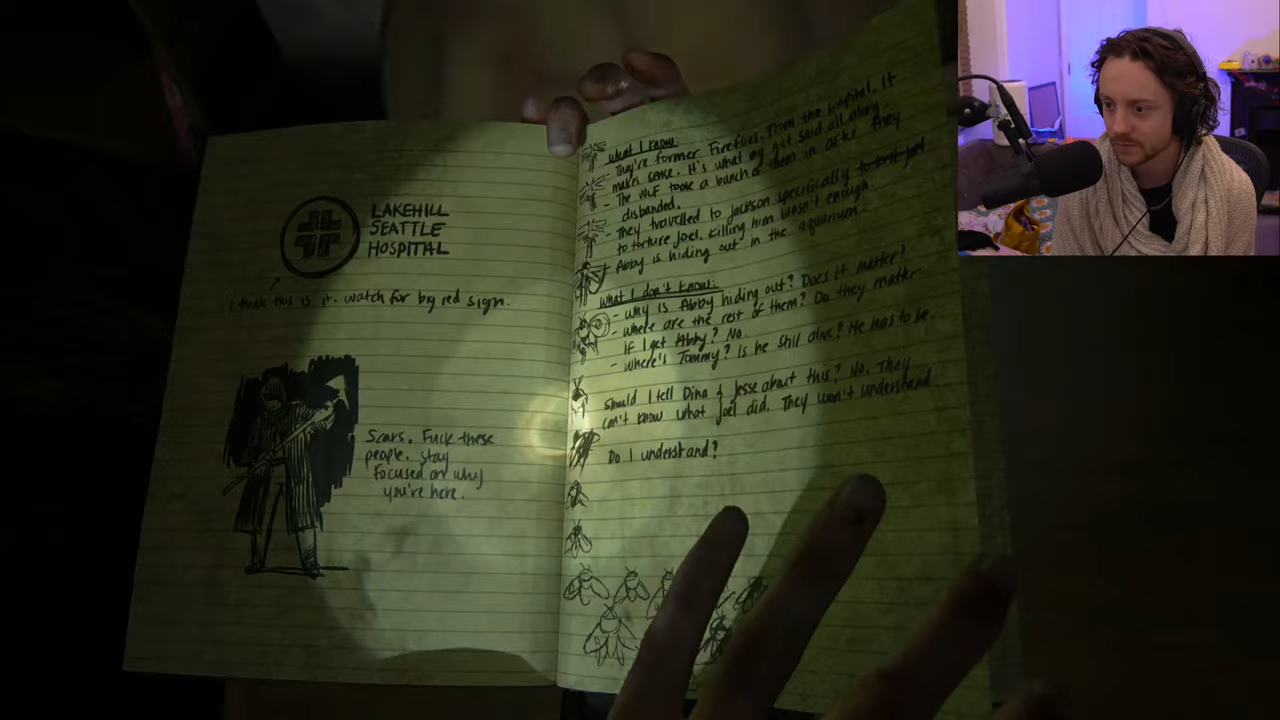 LAKEHILL
SEATTLE
HOSPITAL
I think this is it. watch for big red sign.
Scars. Fuck these
people. stay
focused on why
you're here.
What I know:
- They're former Fireflies. From the hospital. It
makes sense. It's what my gut said all along
- The WLF took a bunch of them in after they
disbanded.
- They travelled to Jackson specifically to kill Joel
to torture Joel. Killing him wasn't enough.
- Abby is hiding out in the aquarium.
What I don't know:
- why is Abby hiding out? Does it matter?
- where are the rest of them? Do they matter
if I get Abby? No.
- where's Tommy? Is he still alive? He has to be.
Should I tell Dina & Jesse about this? No. They
can't know what Joel did. They won't understand.
Do I understand?